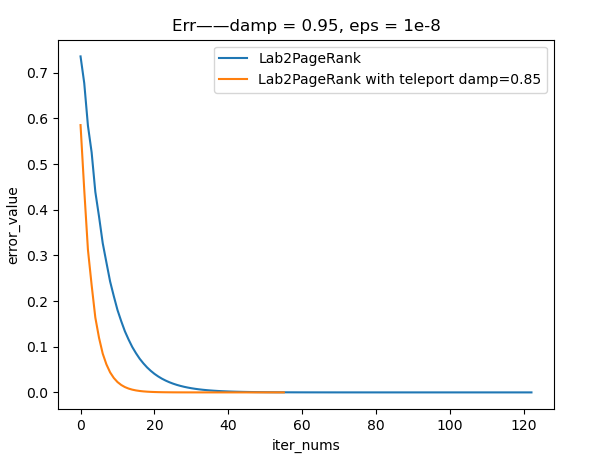 Err——damp = 0.95, eps = 1e-8
Lab2PageRank
Lab2PageRank with teleport damp=0.85
error_value
0.7
0.6
0.5
0.4
0.3
0.2
0.1
0.0
0 20 40 60 80 100 120
iter_nums